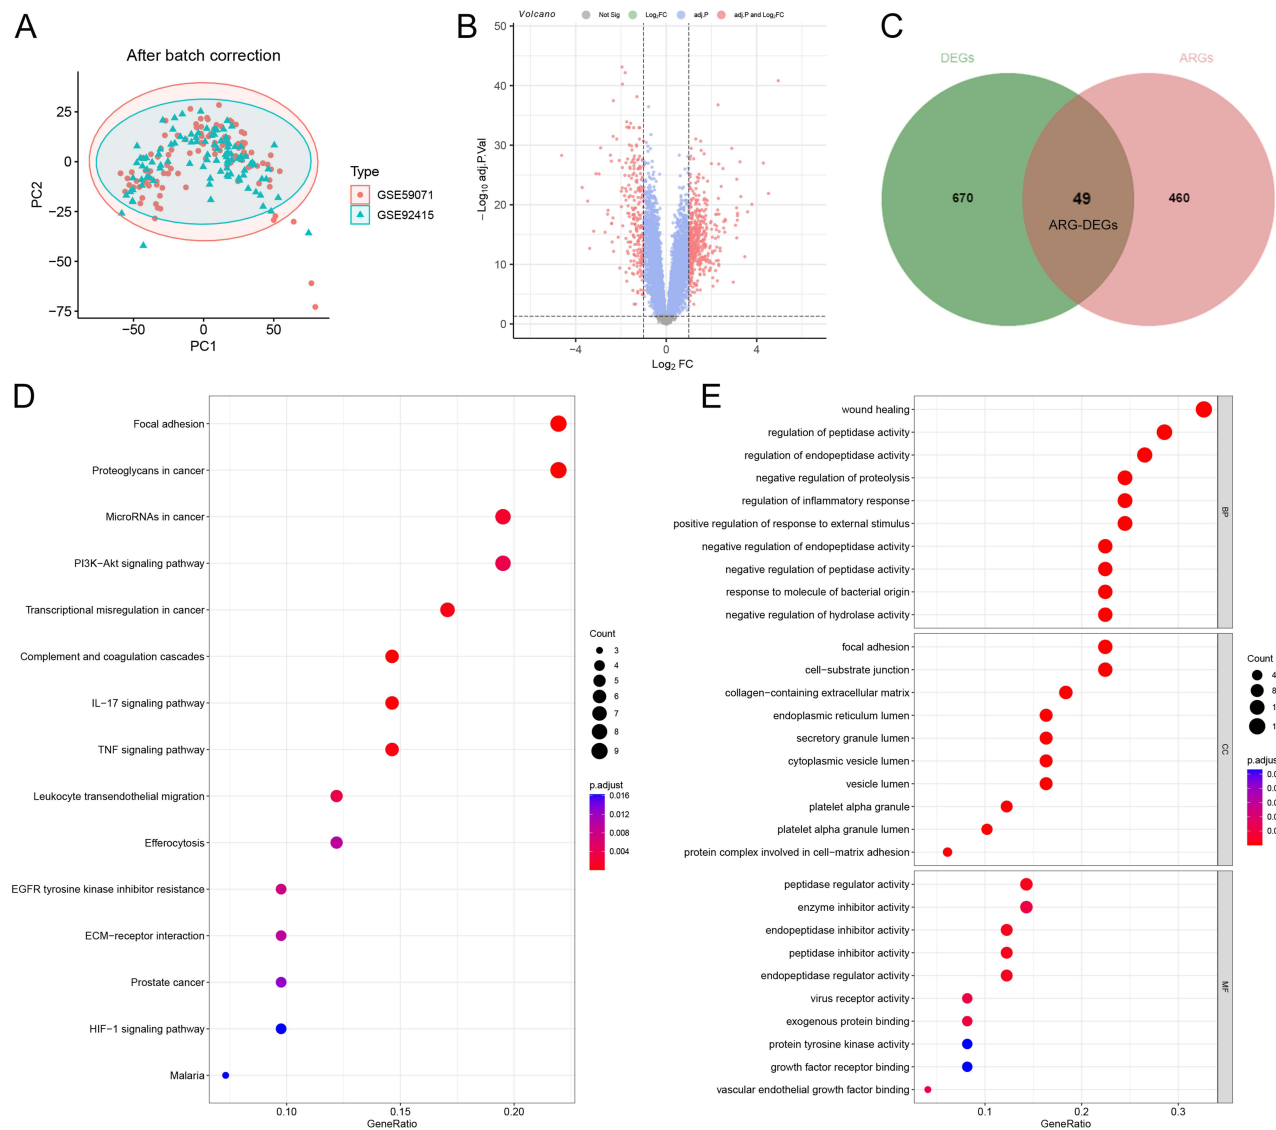 A
After batch correction
25
0
−25
−50
−75
PC2
−50
0
50
PC1
Type
GSE59071
GSE92415
B
Volcano
Not Sig
Log₂FC
adj.P
adj.P and Log₂FC
50
40
30
20
10
0
−Log₁₀ adj.P.Val
−4
0
4
Log₂ FC
C
DEGs
ARGs
670
49
460
ARG-DEGs
D
Focal adhesion
Proteoglycans in cancer
MicroRNAs in cancer
PI3K−Akt signaling pathway
Transcriptional misregulation in cancer
Complement and coagulation cascades
IL−17 signaling pathway
TNF signaling pathway
Leukocyte transendothelial migration
Efferocytosis
EGFR tyrosine kinase inhibitor resistance
ECM−receptor interaction
Prostate cancer
HIF−1 signaling pathway
Malaria
0.10
0.15
0.20
GeneRatio
Count
3
4
5
6
7
8
9
p.adjust
0.016
0.012
0.008
0.004
E
wound healing
regulation of peptidase activity
regulation of endopeptidase activity
negative regulation of proteolysis
regulation of inflammatory response
positive regulation of response to external stimulus
negative regulation of endopeptidase activity
negative regulation of peptidase activity
response to molecule of bacterial origin
negative regulation of hydrolase activity
BP
focal adhesion
cell−substrate junction
collagen−containing extracellular matrix
endoplasmic reticulum lumen
secretory granule lumen
cytoplasmic vesicle lumen
vesicle lumen
platelet alpha granule
platelet alpha granule lumen
protein complex involved in cell−matrix adhesion
CC
peptidase regulator activity
enzyme inhibitor activity
endopeptidase inhibitor activity
peptidase inhibitor activity
endopeptidase regulator activity
virus receptor activity
exogenous protein binding
protein tyrosine kinase activity
growth factor receptor binding
vascular endothelial growth factor binding
MF
0.1
0.2
0.3
GeneRatio
Count
4
8
p.adjus